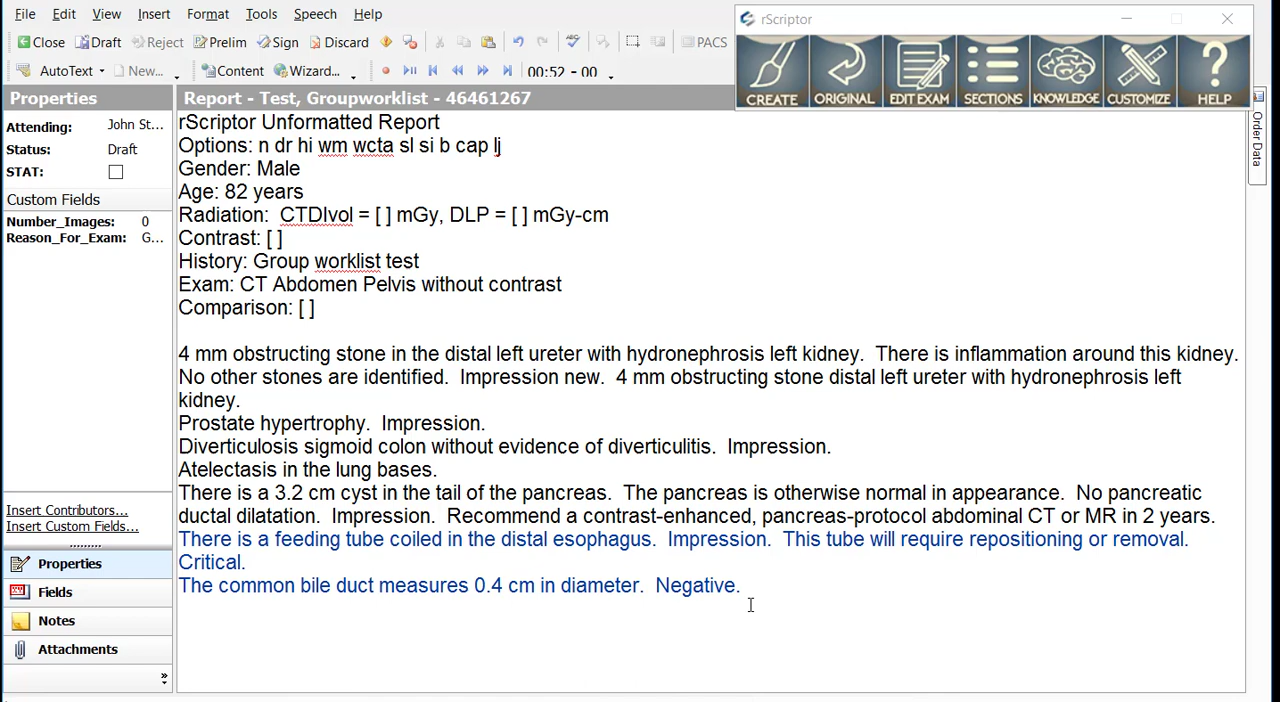 File Edit View Insert Format Tools Speech Help
rScriptor
Close Draft Reject Prelim Sign Discard PACS
AutoText New... Content Wizard... 00:52 - 00
CREATE ORIGINAL EDIT EXAM SECTIONS KNOWLEDGE CUSTOMIZE HELP
Properties
Attending: John St...
Status: Draft
STAT:
Custom Fields
Number_Images: 0
Reason_For_Exam: G...
Insert Contributors...
Insert Custom Fields...
Properties
Fields
Notes
Attachments
Report - Test, Groupworklist - 46461267
rScriptor Unformatted Report
Options: n dr hi wm wcta sl si b cap lj
Gender: Male
Age: 82 years
Radiation:  CTDIvol = [ ] mGy, DLP = [ ] mGy-cm
Contrast: [ ]
History: Group worklist test
Exam: CT Abdomen Pelvis without contrast
Comparison: [ ]
4 mm obstructing stone in the distal left ureter with hydronephrosis left kidney.  There is inflammation around this kidney.
No other stones are identified.  Impression new.  4 mm obstructing stone distal left ureter with hydronephrosis left
kidney.
Prostate hypertrophy.  Impression.
Diverticulosis sigmoid colon without evidence of diverticulitis.  Impression.
Atelectasis in the lung bases.
There is a 3.2 cm cyst in the tail of the pancreas.  The pancreas is otherwise normal in appearance.  No pancreatic
ductal dilatation.  Impression.  Recommend a contrast-enhanced, pancreas-protocol abdominal CT or MR in 2 years.
There is a feeding tube coiled in the distal esophagus.  Impression.  This tube will require repositioning or removal.
Critical.
The common bile duct measures 0.4 cm in diameter.  Negative.
Order Data